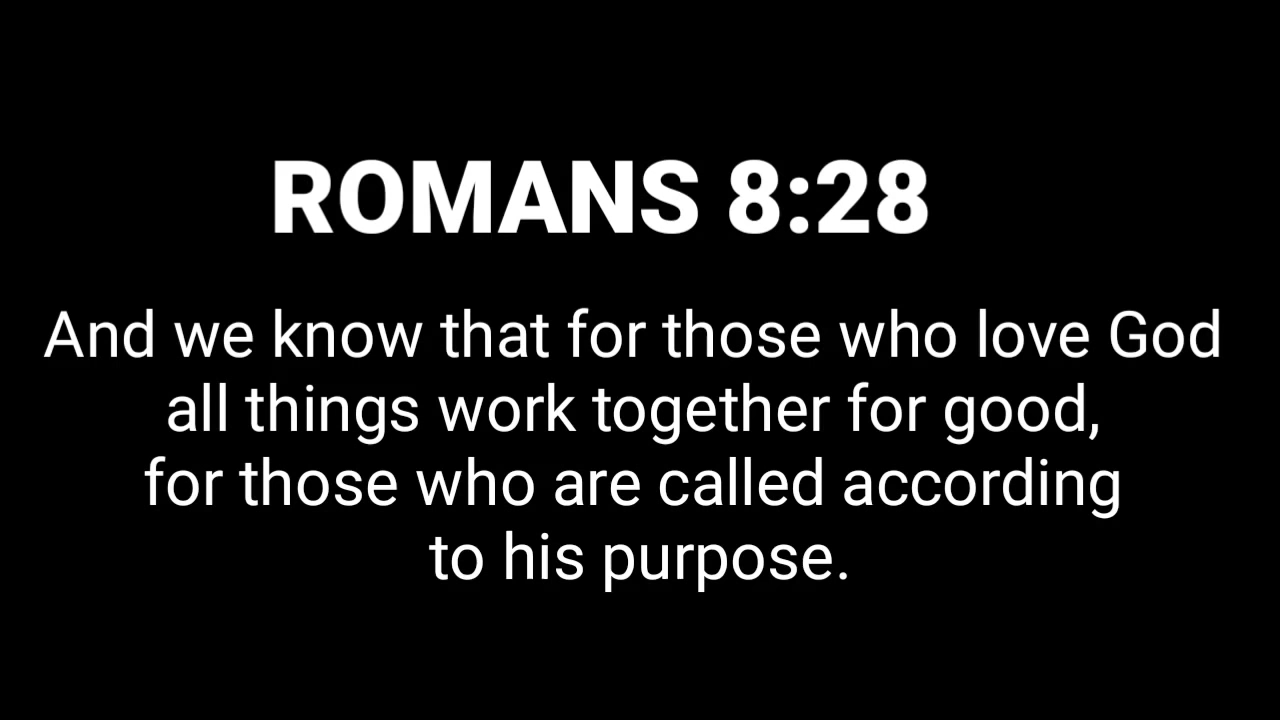 ROMANS 8:28
And we know that for those who love God
all things work together for good,
for those who are called according
to his purpose.